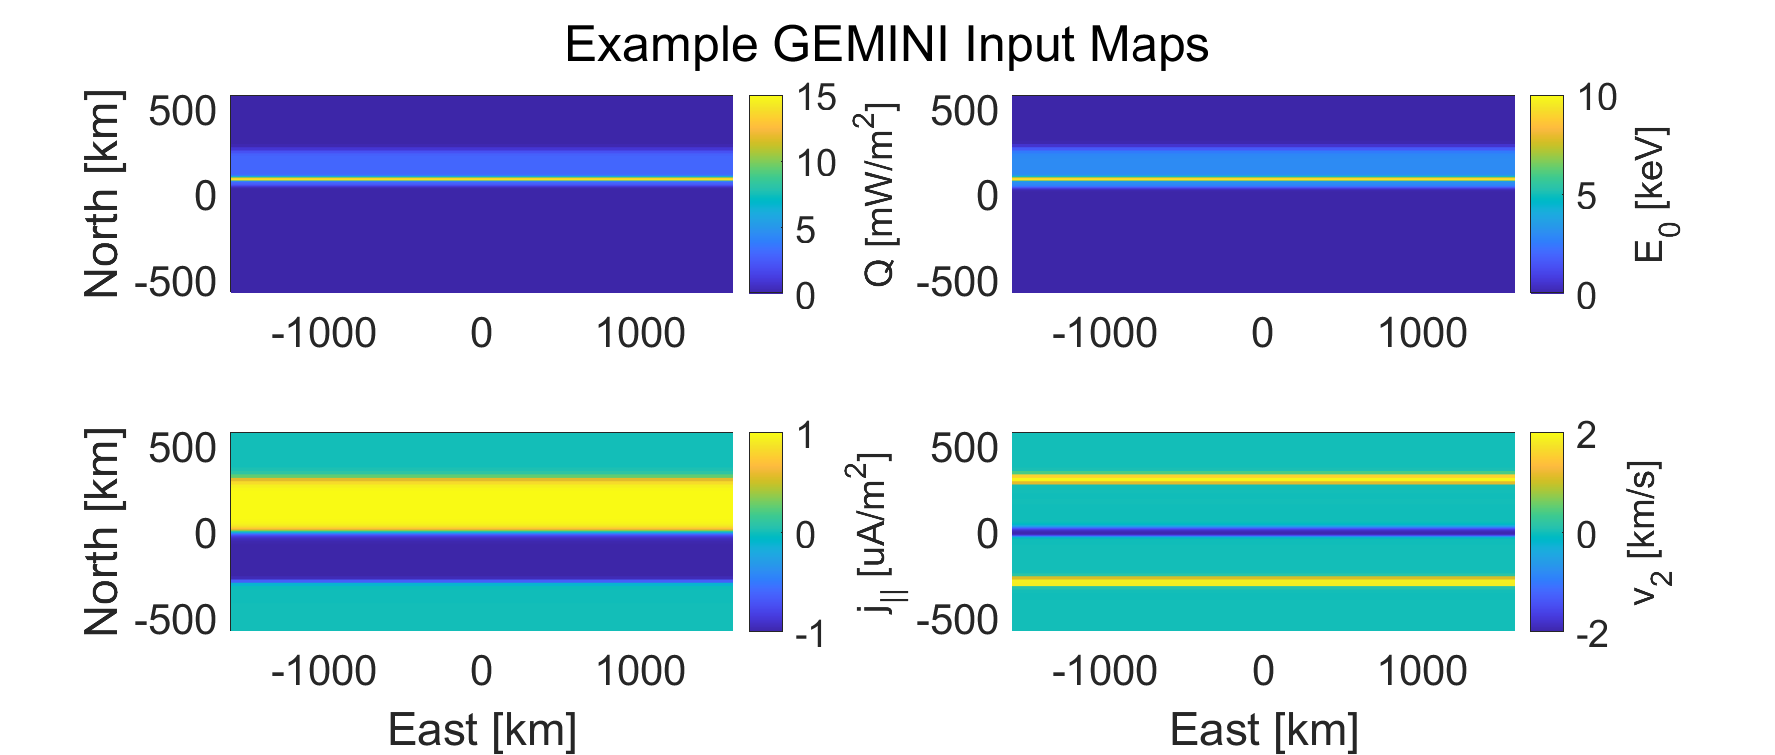 Example GEMINI Input Maps
North [km]
500
0
-500
-1000 0 1000
15
10
5
0
Q [mW/m2]
500
0
-500
-1000 0 1000
10
5
0
E0 [keV]
North [km]
500
0
-500
-1000 0 1000
East [km]
1
0
-1
j|| [uA/m2]
500
0
-500
-1000 0 1000
East [km]
2
0
-2
v2 [km/s]